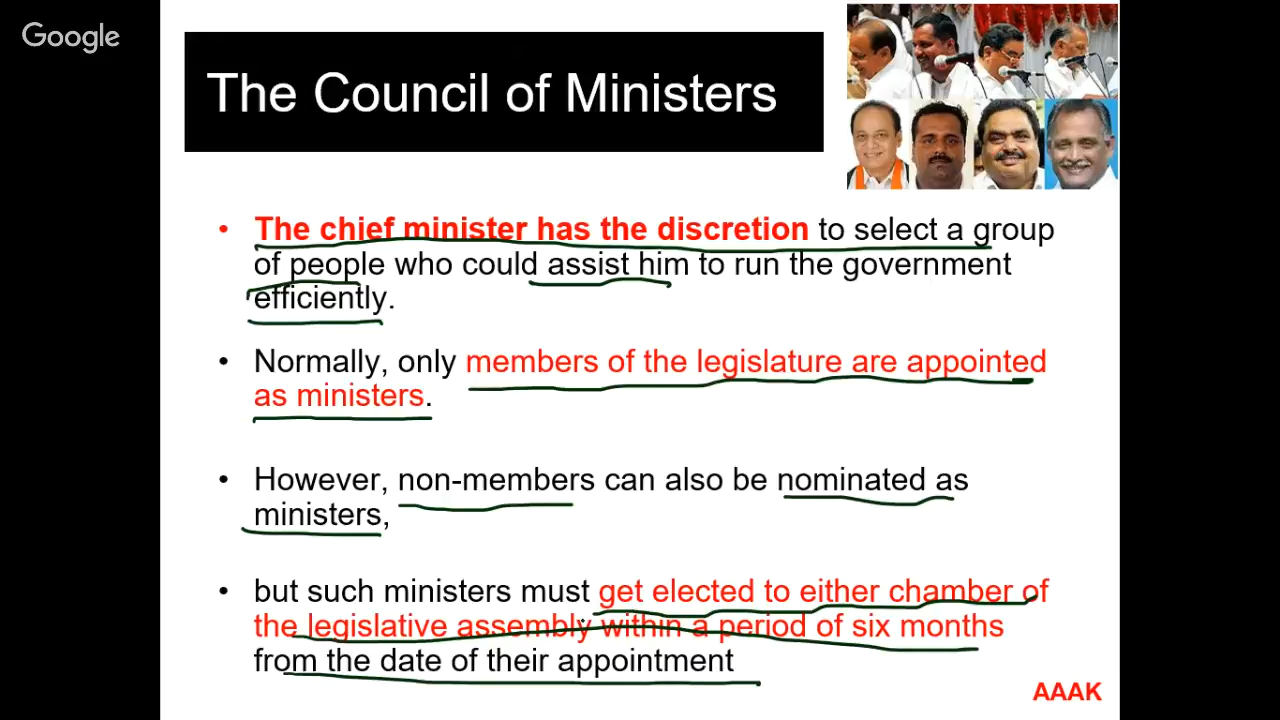 Google
The Council of Ministers
• The chief minister has the discretion to select a group
of people who could assist him to run the government
efficiently.
• Normally, only members of the legislature are appointed
as ministers.
• However, non-members can also be nominated as
ministers,
• but such ministers must get elected to either chamber of
the legislative assembly within a period of six months
from the date of their appointment
AAAK